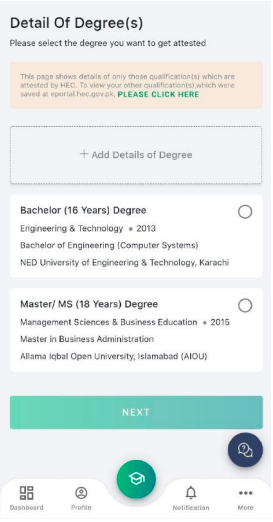 Detail Of Degree(s)
Please select the degree you want to get attested
This page shows details of only those qualification(s) which are
attested by HEC. To view your other qualification(s),which were
saved at eportal.hec.gov.pk, PLEASE CLICK HERE
+ Add Details of Degree
Bachelor (16 Years) Degree
Engineering & Technology • 2013
Bachelor of Engineering (Computer Systems)
NED University of Engineering & Technology, Karachi
Master/ MS (18 Years) Degree
Management Sciences & Business Education • 2015
Master in Business Administration
Allama Iqbal Open University, Islamabad (AIOU)
NEXT
Dashboard Profile Notification More